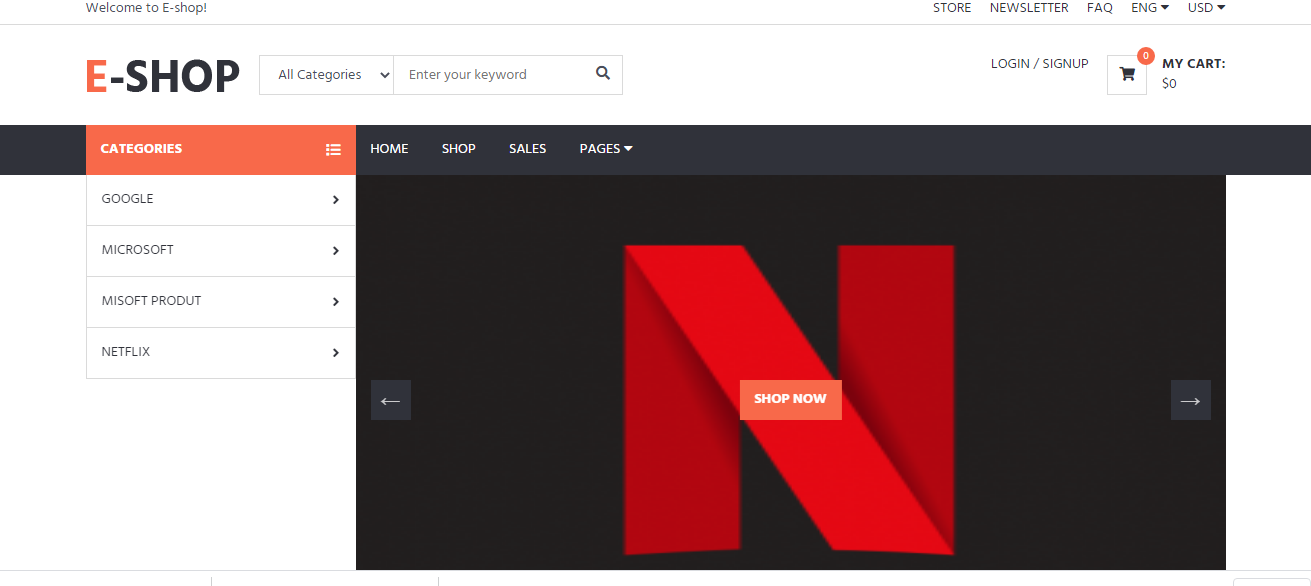 Welcome to E-shop!
STORE NEWSLETTER FAQ ENG USD
E-SHOP
All Categories
Enter your keyword
LOGIN / SIGNUP
0
MY CART:
$0
CATEGORIES
HOME SHOP SALES PAGES
GOOGLE
MICROSOFT
MISOFT PRODUT
NETFLIX
N
SHOP NOW